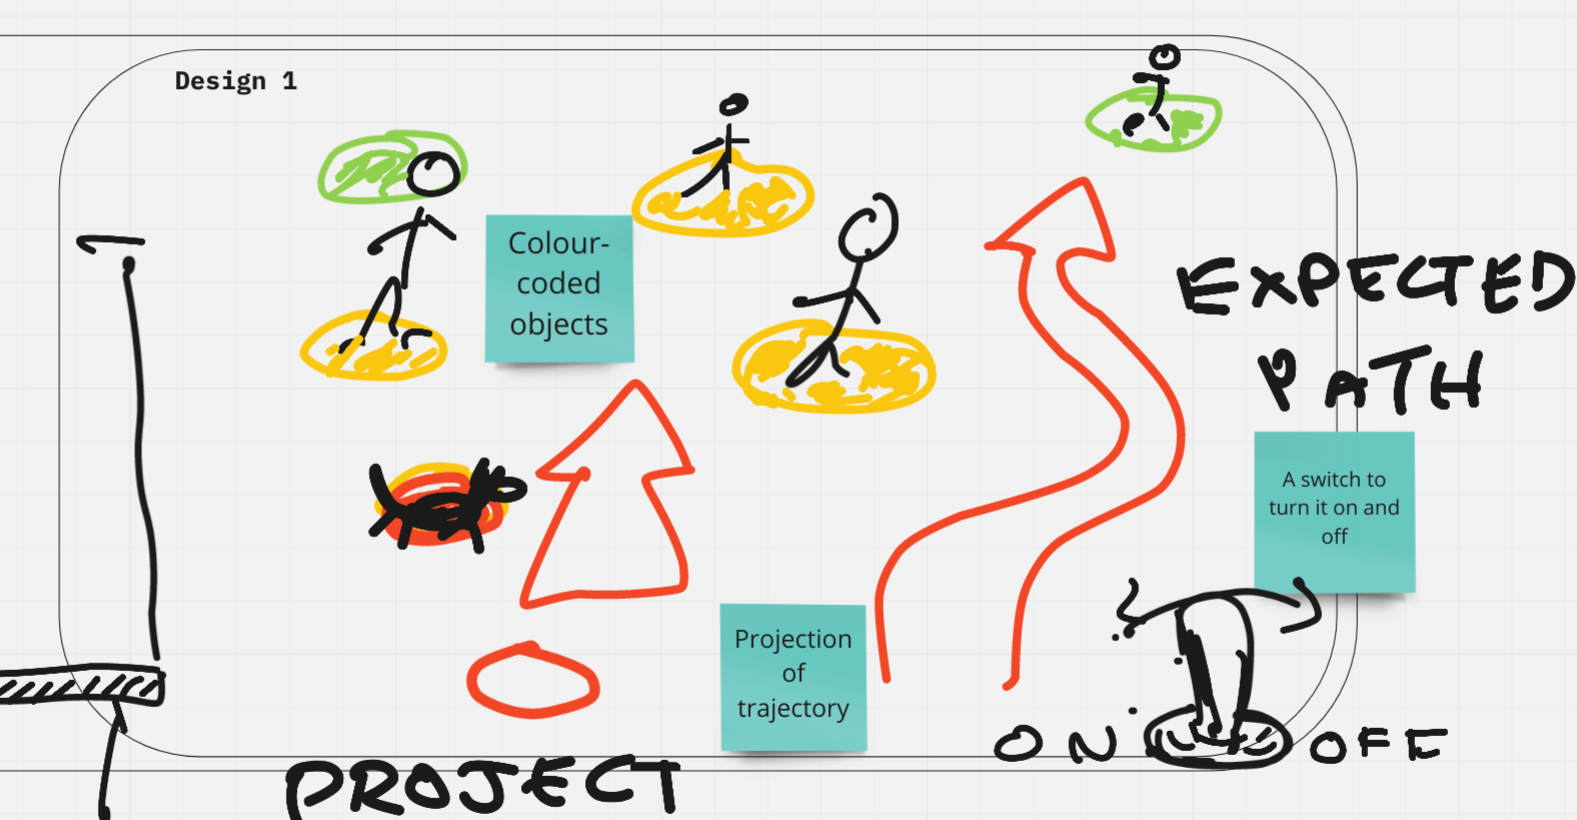 Design 1
Colour-
coded
objects
EXPECTED
PATH
A switch to
turn it on and
off
Projection
of
trajectory
ON OFF
PROJECT